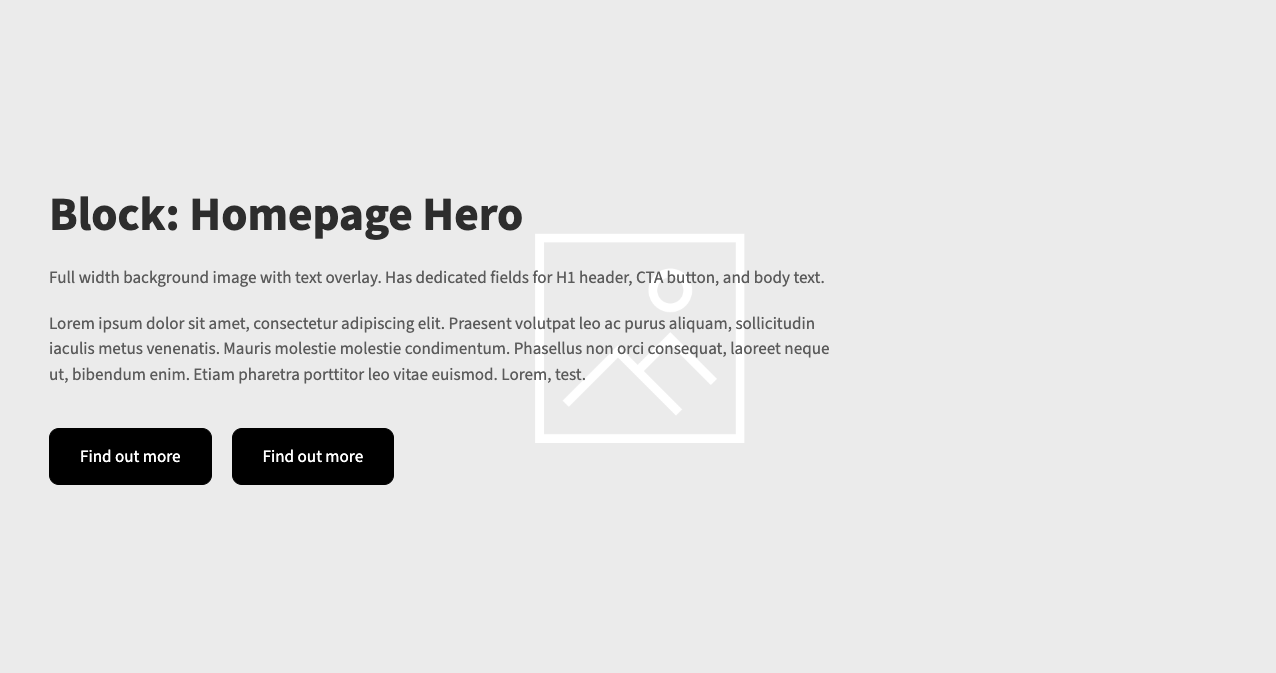 Block: Homepage Hero
Full width background image with text overlay. Has dedicated fields for H1 header, CTA button, and body text.
Lorem ipsum dolor sit amet, consectetur adipiscing elit. Praesent volutpat leo ac purus aliquam, sollicitudin
iaculis metus venenatis. Mauris molestie molestie condimentum. Phasellus non orci consequat, laoreet neque
ut, bibendum enim. Etiam pharetra porttitor leo vitae euismod. Lorem, test.
Find out more
Find out more